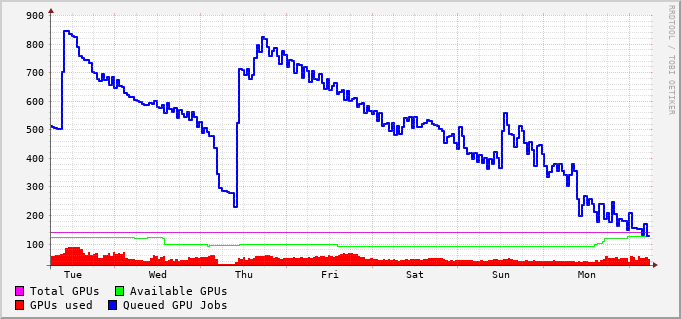 900
800
700
600
500
400
300
200
100
Tue Wed Thu Fri Sat Sun Mon
Total GPUs Available GPUs
GPUs used Queued GPU Jobs
RRDTOOL / TOBI OETIKER